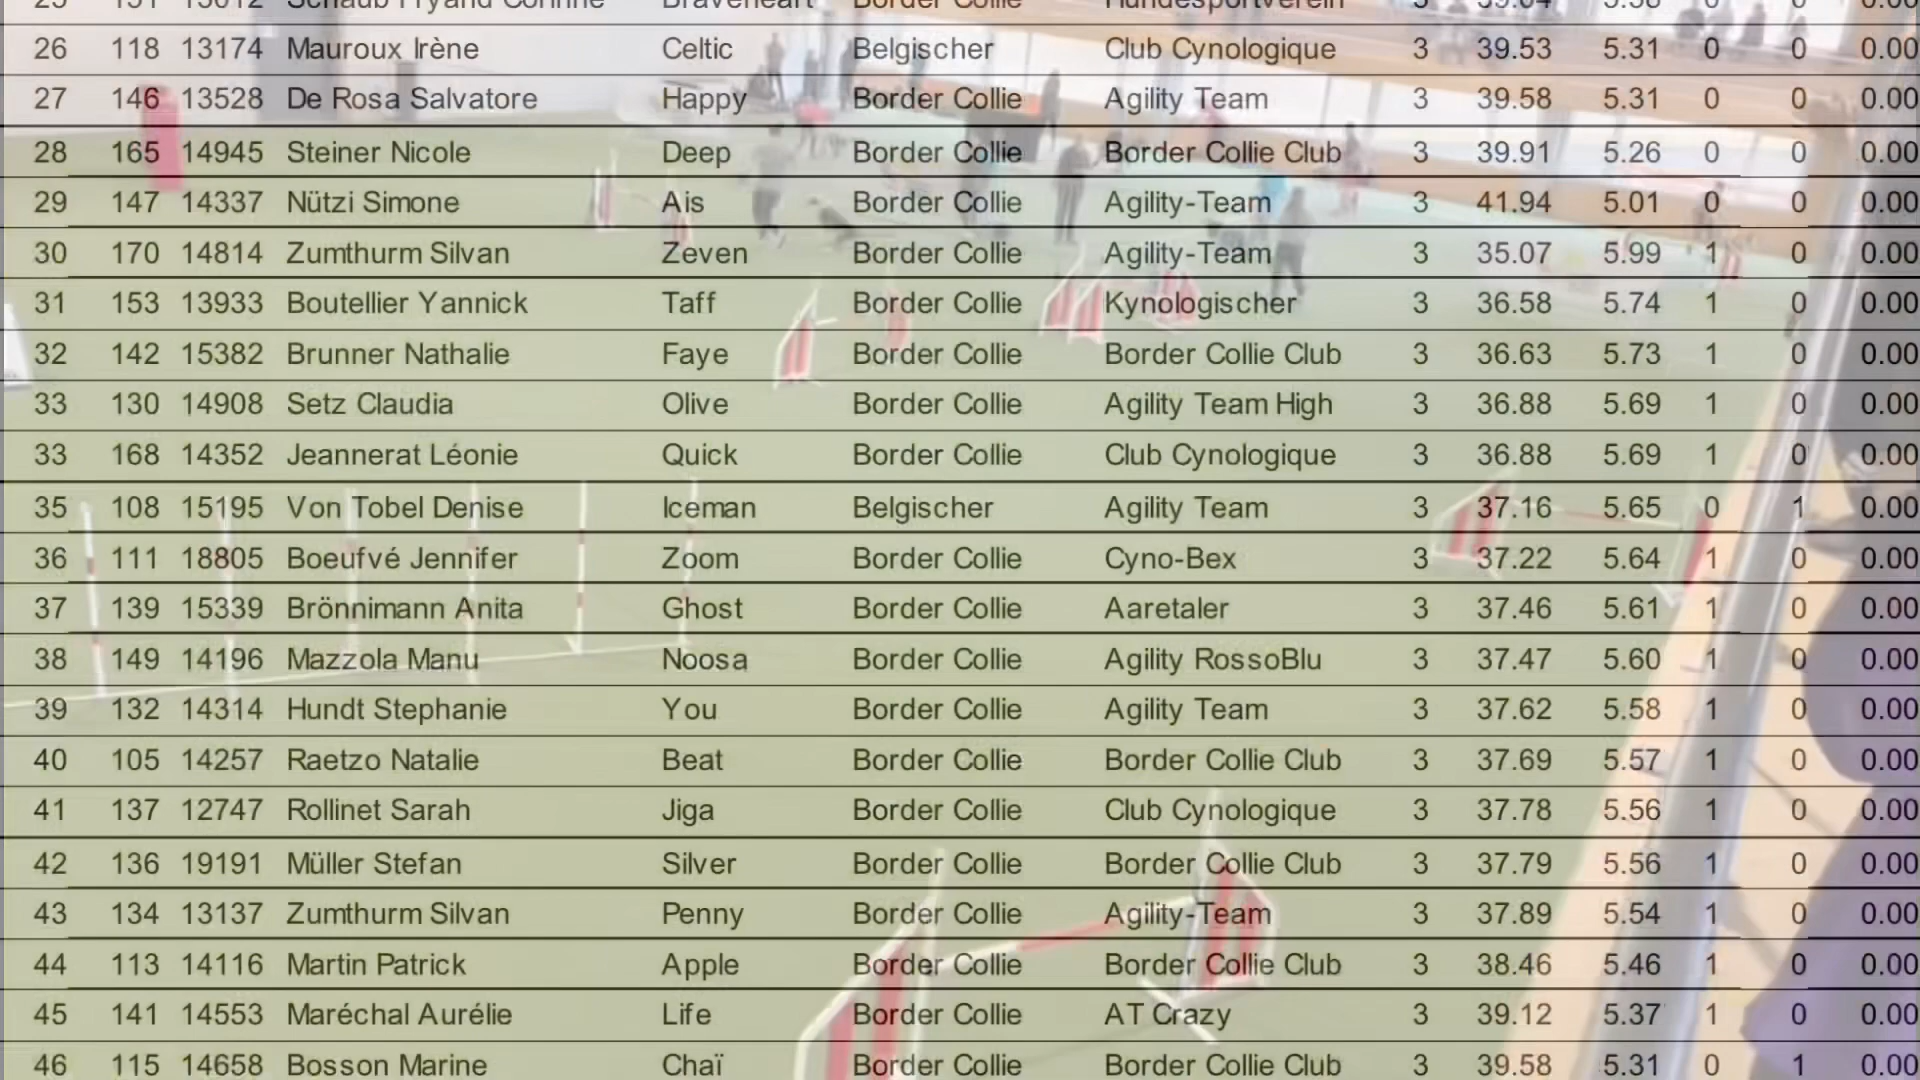 26 118 13174 Mauroux Irène Celtic Belgischer Club Cynologique 3 39.53 5.31 0 0 0.00
27 146 13528 De Rosa Salvatore Happy Border Collie Agility Team 3 39.58 5.31 0 0 0.00
28 165 14945 Steiner Nicole Deep Border Collie Border Collie Club 3 39.91 5.26 0 0 0.00
29 147 14337 Nützi Simone Ais Border Collie Agility-Team 3 41.94 5.01 0 0 0.00
30 170 14814 Zumthurm Silvan Zeven Border Collie Agility-Team 3 35.07 5.99 1 0 0.00
31 153 13933 Boutellier Yannick Taff Border Collie Kynologischer 3 36.58 5.74 1 0 0.00
32 142 15382 Brunner Nathalie Faye Border Collie Border Collie Club 3 36.63 5.73 1 0 0.00
33 130 14908 Setz Claudia Olive Border Collie Agility Team High 3 36.88 5.69 1 0 0.00
33 168 14352 Jeannerat Léonie Quick Border Collie Club Cynologique 3 36.88 5.69 1 0 0.00
35 108 15195 Von Tobel Denise Iceman Belgischer Agility Team 3 37.16 5.65 0 1 0.00
36 111 18805 Boeufvé Jennifer Zoom Border Collie Cyno-Bex 3 37.22 5.64 1 0 0.00
37 139 15339 Brönnimann Anita Ghost Border Collie Aaretaler 3 37.46 5.61 1 0 0.00
38 149 14196 Mazzola Manu Noosa Border Collie Agility RossoBlu 3 37.47 5.60 1 0 0.00
39 132 14314 Hundt Stephanie You Border Collie Agility Team 3 37.62 5.58 1 0 0.00
40 105 14257 Raetzo Natalie Beat Border Collie Border Collie Club 3 37.69 5.57 1 0 0.00
41 137 12747 Rollinet Sarah Jiga Border Collie Club Cynologique 3 37.78 5.56 1 0 0.00
42 136 19191 Müller Stefan Silver Border Collie Border Collie Club 3 37.79 5.56 1 0 0.00
43 134 13137 Zumthurm Silvan Penny Border Collie Agility-Team 3 37.89 5.54 1 0 0.00
44 113 14116 Martin Patrick Apple Border Collie Border Collie Club 3 38.46 5.46 1 0 0.00
45 141 14553 Maréchal Aurélie Life Border Collie AT Crazy 3 39.12 5.37 1 0 0.00
46 115 14658 Bosson Marine Chaï Border Collie Border Collie Club 3 39.58 5.31 0 1 0.00